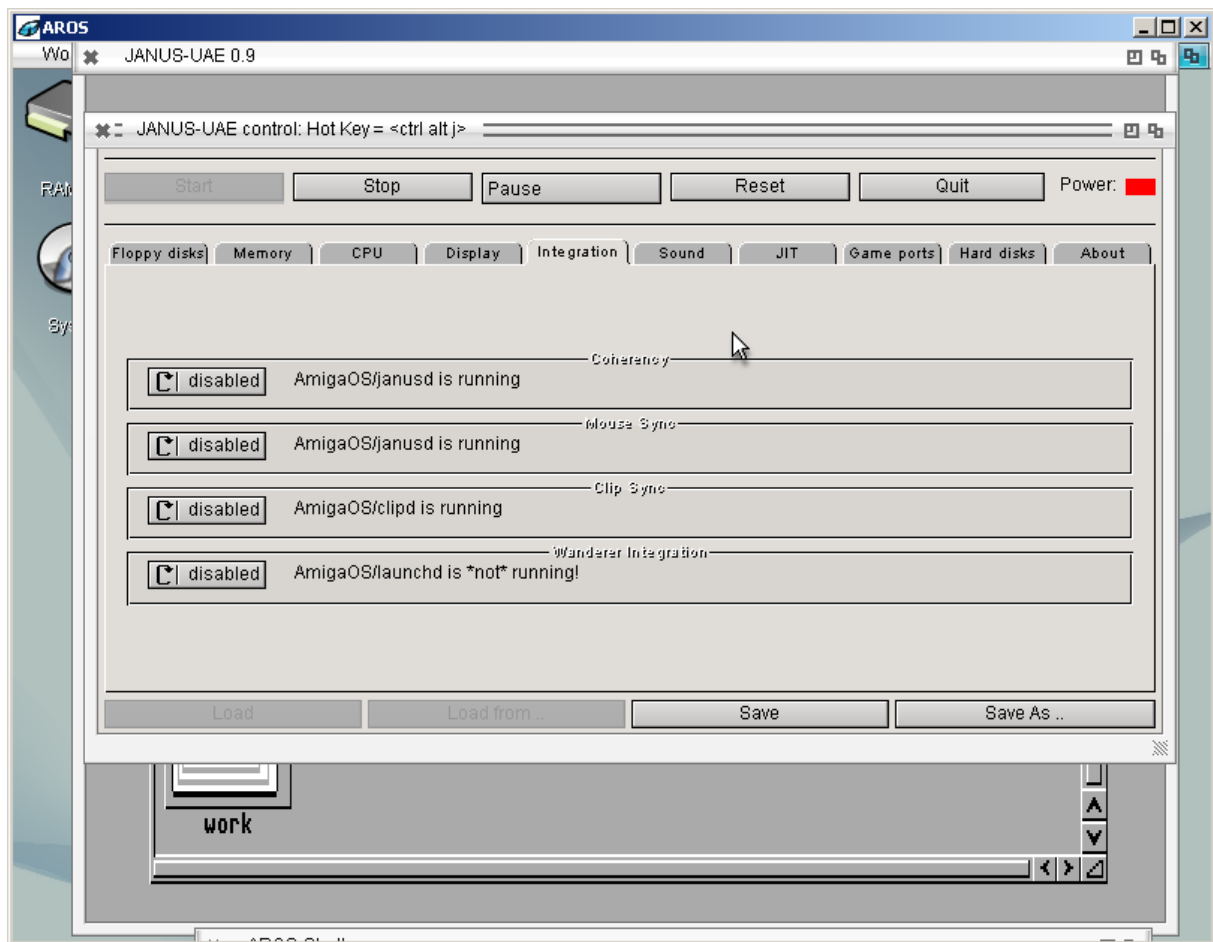 AROS
Wo
JANUS-UAE 0.9
JANUS-UAE control: Hot Key = <ctrl alt j>
RAM
Start Stop Pause Reset Quit Power:
Floppy disks Memory CPU Display Integration Sound JIT Game ports Hard disks About
Sys
Coherency
disabled AmigaOS/janusd is running
Mouse Sync
disabled AmigaOS/janusd is running
Clip Sync
disabled AmigaOS/clipd is running
Wanderer Integration
disabled AmigaOS/launchd is *not* running!
Load Load from .. Save Save As ..
work